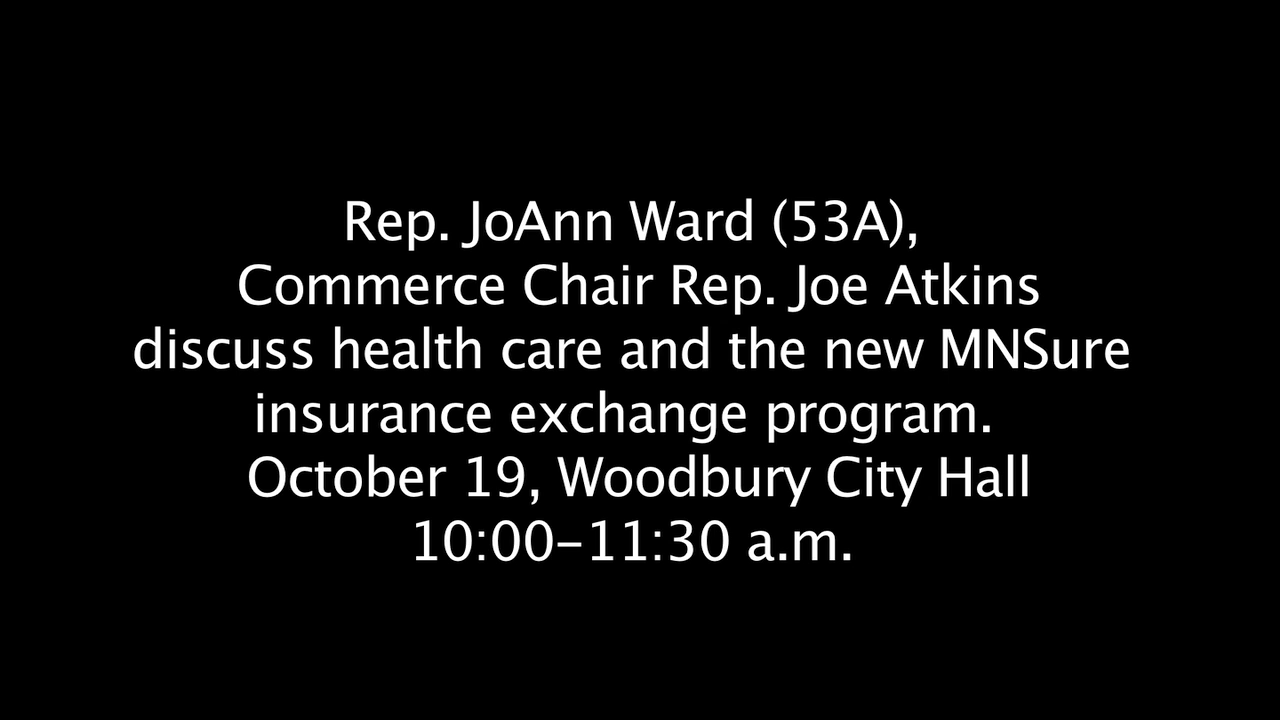 Rep. JoAnn Ward (53A),
Commerce Chair Rep. Joe Atkins
discuss health care and the new MNSure
insurance exchange program.
October 19, Woodbury City Hall
10:00–11:30 a.m.